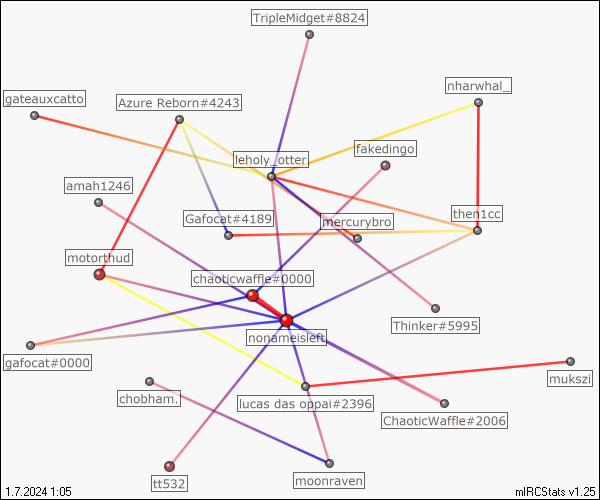 TripleMidget#8824
nharwhal_
gateauxcatto
Azure Reborn#4243
fakedingo
leholy_otter
amah1246
Gafocat#4189
mercurybro
then1cc
motorthud
chaoticwaffle#0000
Thinker#5995
nonameisleft
gafocat#0000
mukszi
chobham.
lucas das oppai#2396
ChaoticWaffle#2006
tt532
moonraven
1.7.2024 1:05
mIRCStats v1.25